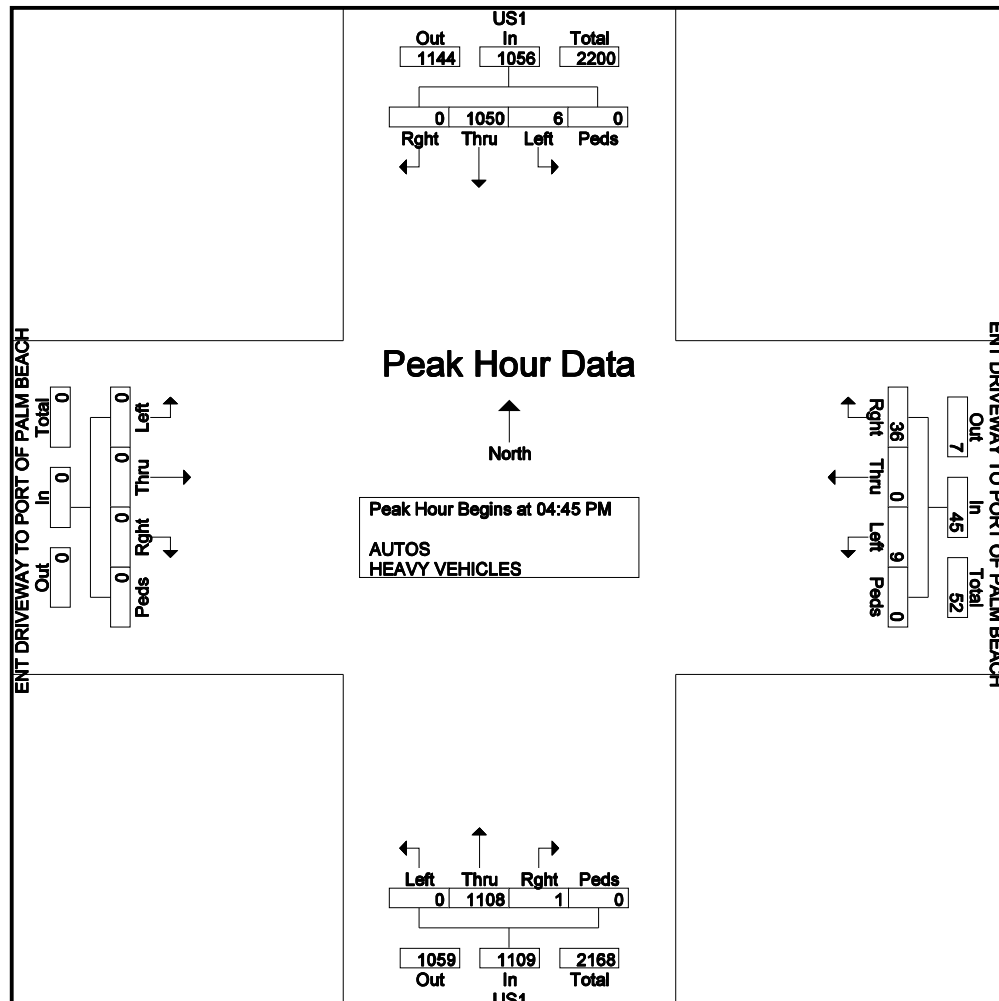 US1
Out In Total
1144 1056 2200
0 1050 6 0
Rght Thru Left Peds
Peak Hour Data
North
Peak Hour Begins at 04:45 PM
AUTOS
HEAVY VEHICLES
ENT DRIVEWAY TO PORT OF PALM BEACH
Out In Total
0 0 0
0 0 0 0
Peds Rght Thru Left
ENT DRIVEWAY TO PORT OF PALM BEACH
Out In Total
7 45 52
36 0 9 0
Rght Thru Left Peds
Left Thru Rght Peds
0 1108 1 0
1059 1109 2168
Out In Total
US1